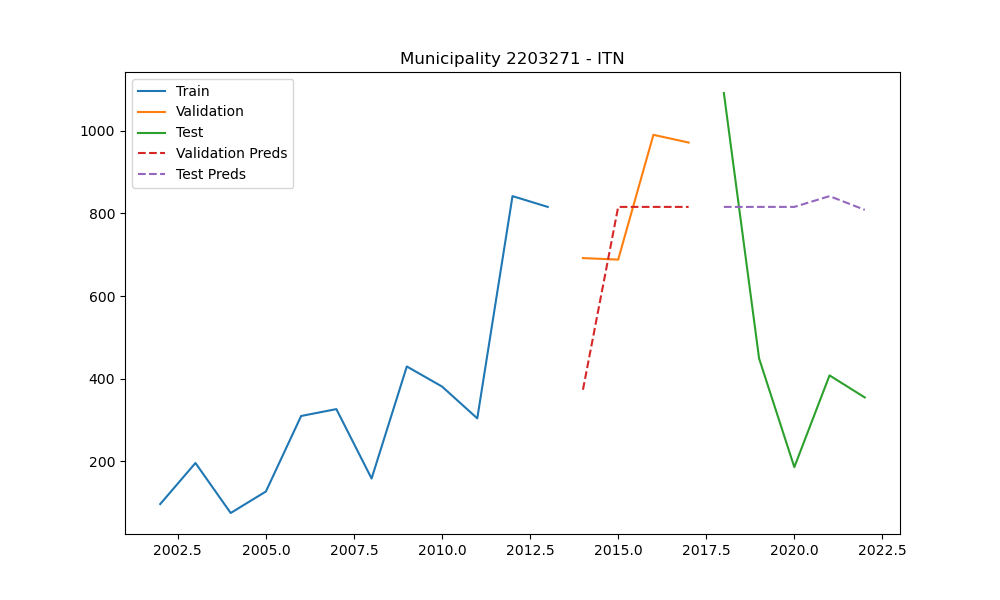 Municipality 2203271 - ITN
Train
Validation
Test
Validation Preds
Test Preds
1000
800
600
400
200
2002.5 2005.0 2007.5 2010.0 2012.5 2015.0 2017.5 2020.0 2022.5